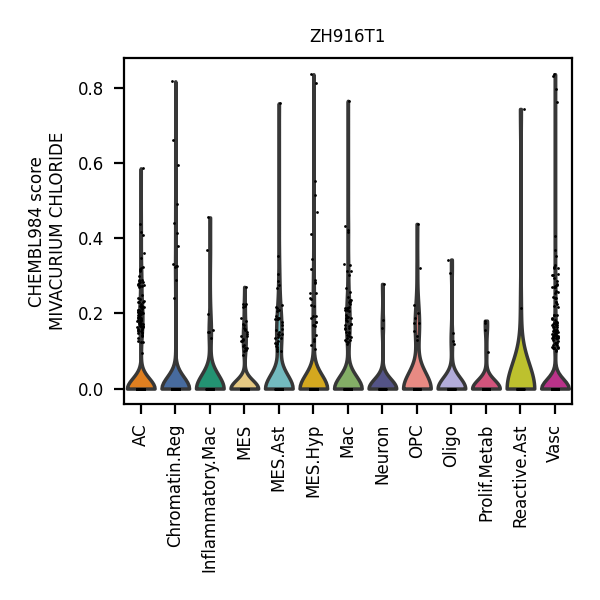 ZH916T1
CHEMBL984 score
MIVACURIUM CHLORIDE
0.8
0.6
0.4
0.2
0.0
AC
Chromatin.Reg
Inflammatory.Mac
MES
MES.Ast
MES.Hyp
Mac
Neuron
OPC
Oligo
Prolif.Metab
Reactive.Ast
Vasc